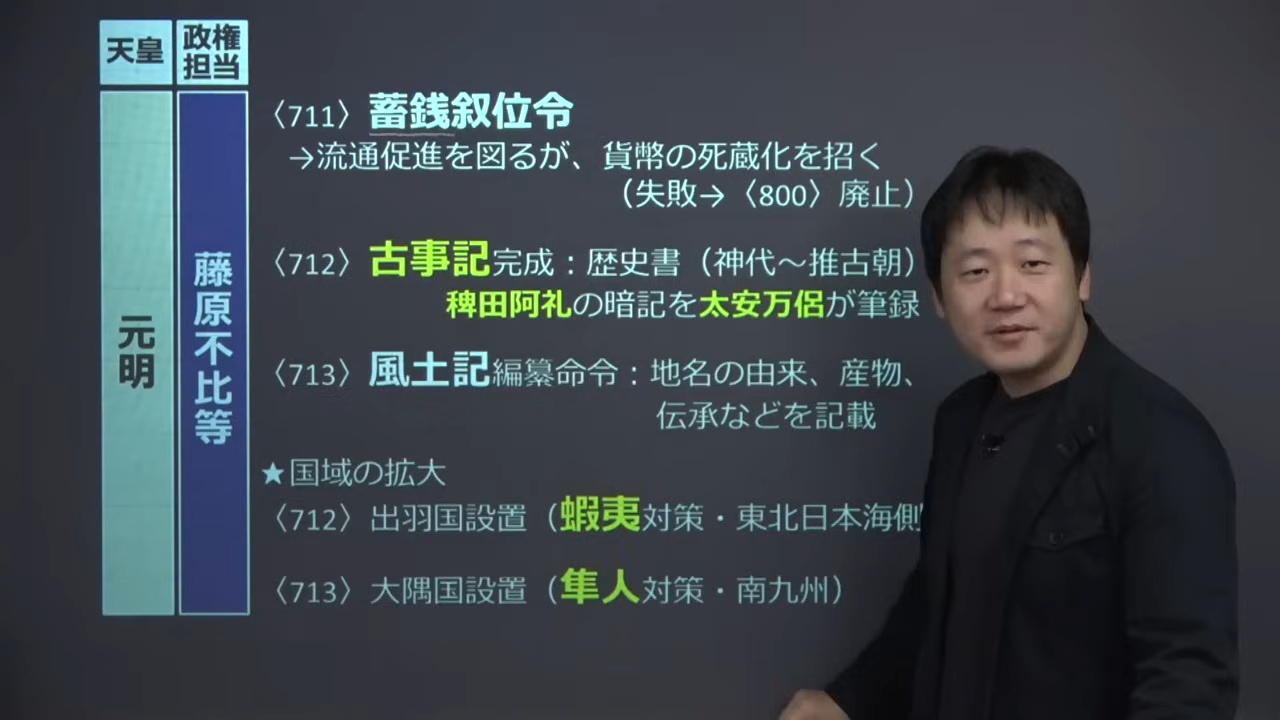 天皇
政権
担当
元明
藤原不比等
〈711〉蓄銭叙位令
→流通促進を図るが、貨幣の死蔵化を招く
（失敗→〈800〉廃止）
〈712〉古事記完成：歴史書（神代～推古朝）
稗田阿礼の暗記を太安万侶が筆録
〈713〉風土記編纂命令：地名の由来、産物、
伝承などを記載
★国域の拡大
〈712〉出羽国設置（蝦夷対策・東北日本海側
〈713〉大隅国設置（隼人対策・南九州）